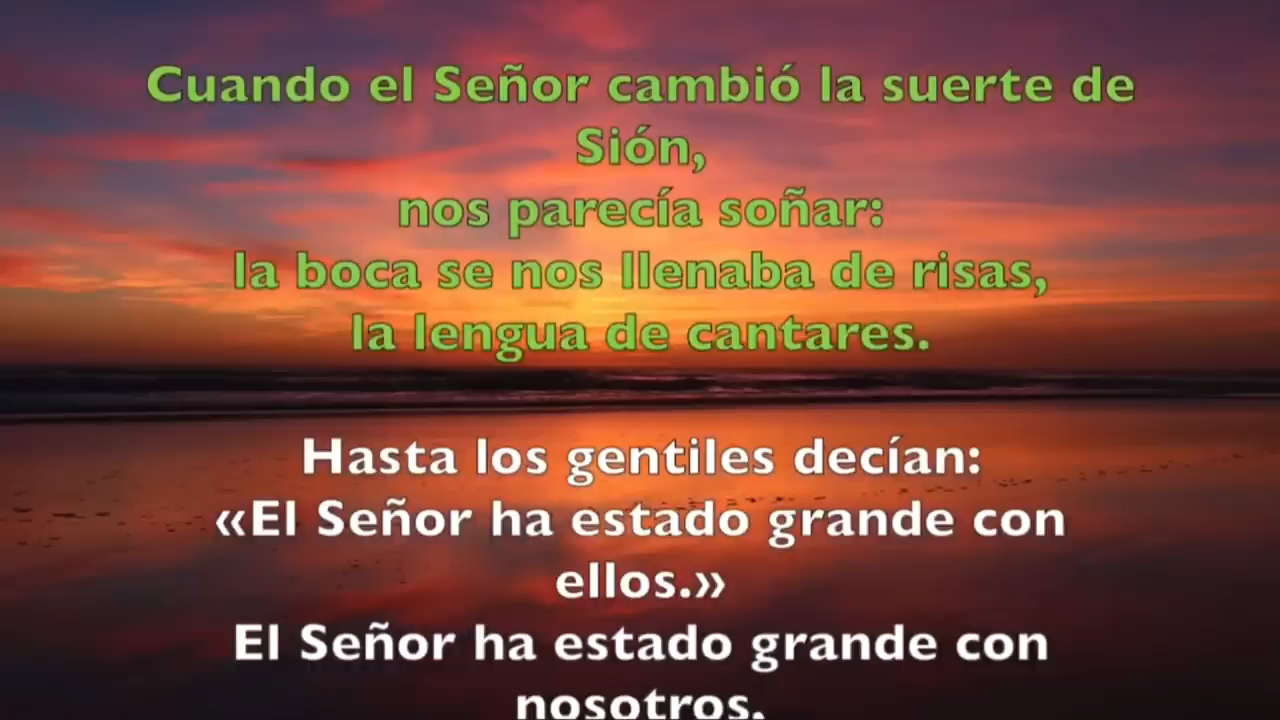 Cuando el Señor cambió la suerte de
Sión,
nos parecía soñar:
la boca se nos llenaba de risas,
la lengua de cantares.
Hasta los gentiles decían:
«El Señor ha estado grande con
ellos.»
El Señor ha estado grande con
nosotros.